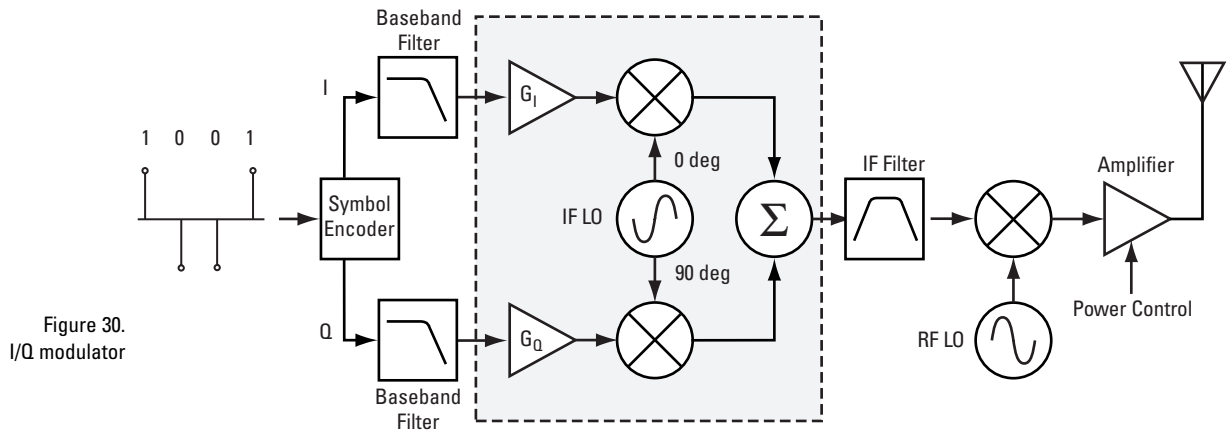 Baseband
Filter
I
G_I
1 0 0 1
0 deg
IF Filter
Amplifier
Symbol
Encoder
IF LO
Σ
90 deg
Power Control
Figure 30.
I/Q modulator
Q
G_Q
RF LO
Baseband
Filter